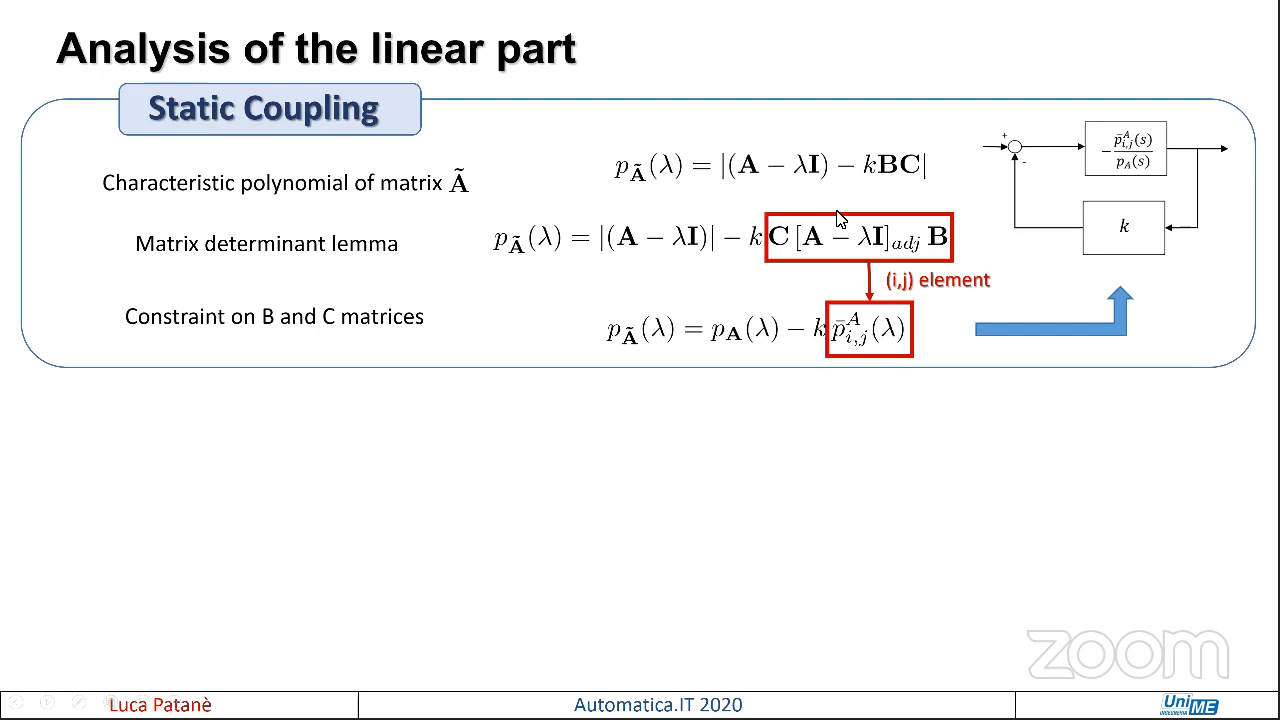 Analysis of the linear part
Static Coupling
Characteristic polynomial of matrix Ã
p_Ã(λ) = |(A − λI) − kBC|
Matrix determinant lemma
p_Ã(λ) = |(A − λI)| − k C [A − λI]_adj B
(i,j) element
Constraint on B and C matrices
p_Ã(λ) = p_A(λ) − k p̄^A_{i,j}(λ)
+
-
− p̄^A_{i,j}(s) / p_A(s)
k
zoom
Luca Patanè
Automatica.IT 2020
UniME
INGEGNERIA